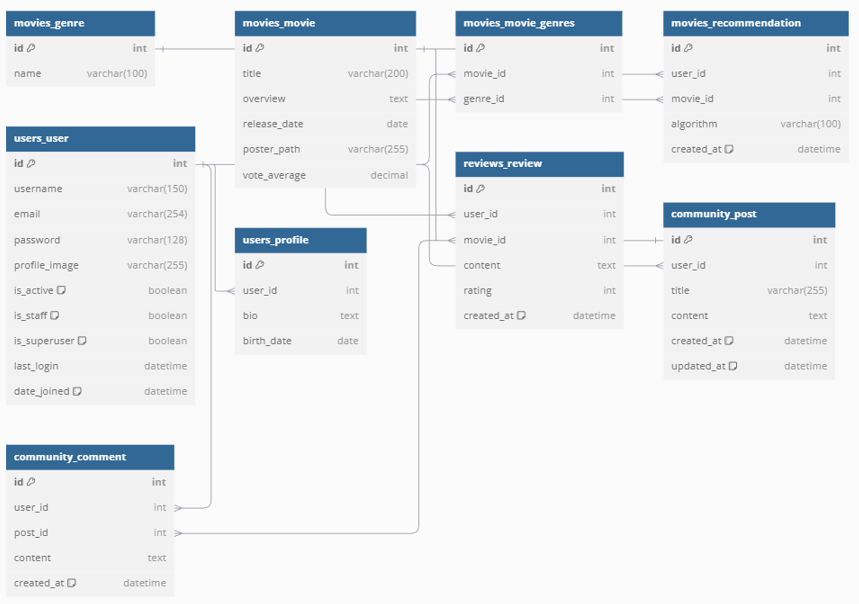 movies_genre
id int
name varchar(100)
movies_movie
id int
title varchar(200)
overview text
release_date date
poster_path varchar(255)
vote_average decimal
movies_movie_genres
id int
movie_id int
genre_id int
movies_recommendation
id int
user_id int
movie_id int
algorithm varchar(100)
created_at datetime
users_user
id int
username varchar(150)
email varchar(254)
password varchar(128)
profile_image varchar(255)
is_active boolean
is_staff boolean
is_superuser boolean
last_login datetime
date_joined datetime
users_profile
id int
user_id int
bio text
birth_date date
reviews_review
id int
user_id int
movie_id int
content text
rating int
created_at datetime
community_post
id int
user_id int
title varchar(255)
content text
created_at datetime
updated_at datetime
community_comment
id int
user_id int
post_id int
content text
created_at datetime